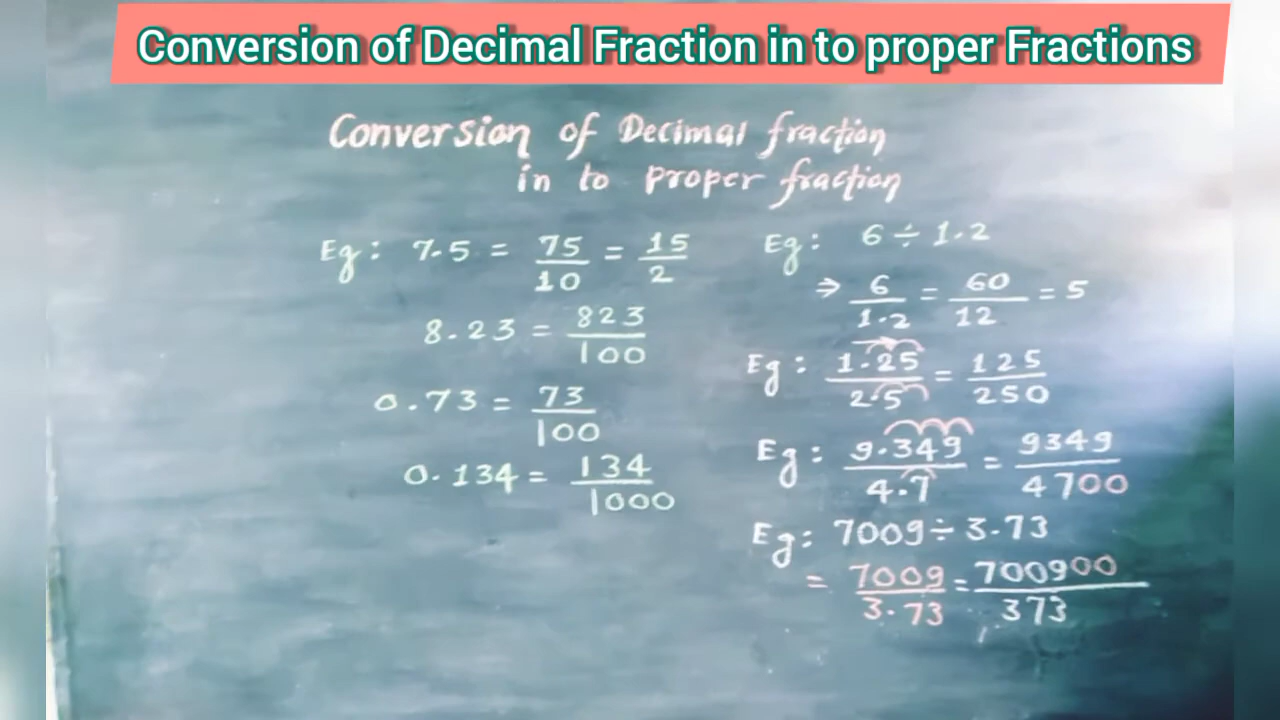 Conversion of Decimal Fraction in to proper Fractions
Conversion of Decimal fraction
in to proper fraction
Eg: 7.5 = 75/10 = 15/2
8.23 = 823/100
0.73 = 73/100
0.134 = 134/1000
Eg: 6 ÷ 1.2
⇒ 6/1.2 = 60/12 = 5
Eg: 1.25/2.5 = 125/250
Eg: 9.349/4.7 = 9349/4700
Eg: 7009 ÷ 3.73
= 7009/3.73 = 700900/373